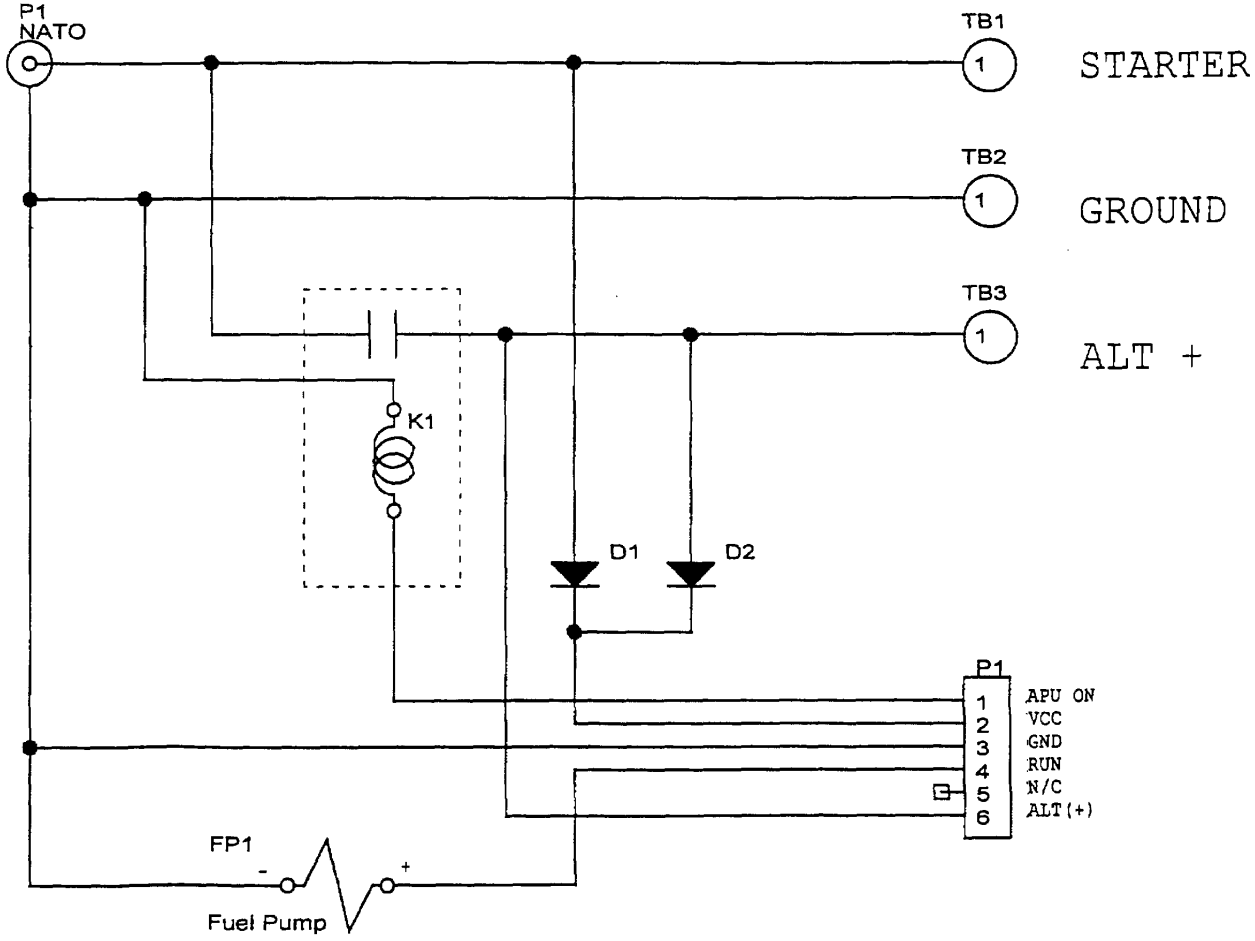 P1
NATO
TB1
1
STARTER
TB2
1
GROUND
TB3
1
ALT +
K1
D1
D2
P1
1 APU ON
2 VCC
3 GND
4 RUN
5 N/C
6 ALT(+)
FP1
- +
Fuel Pump